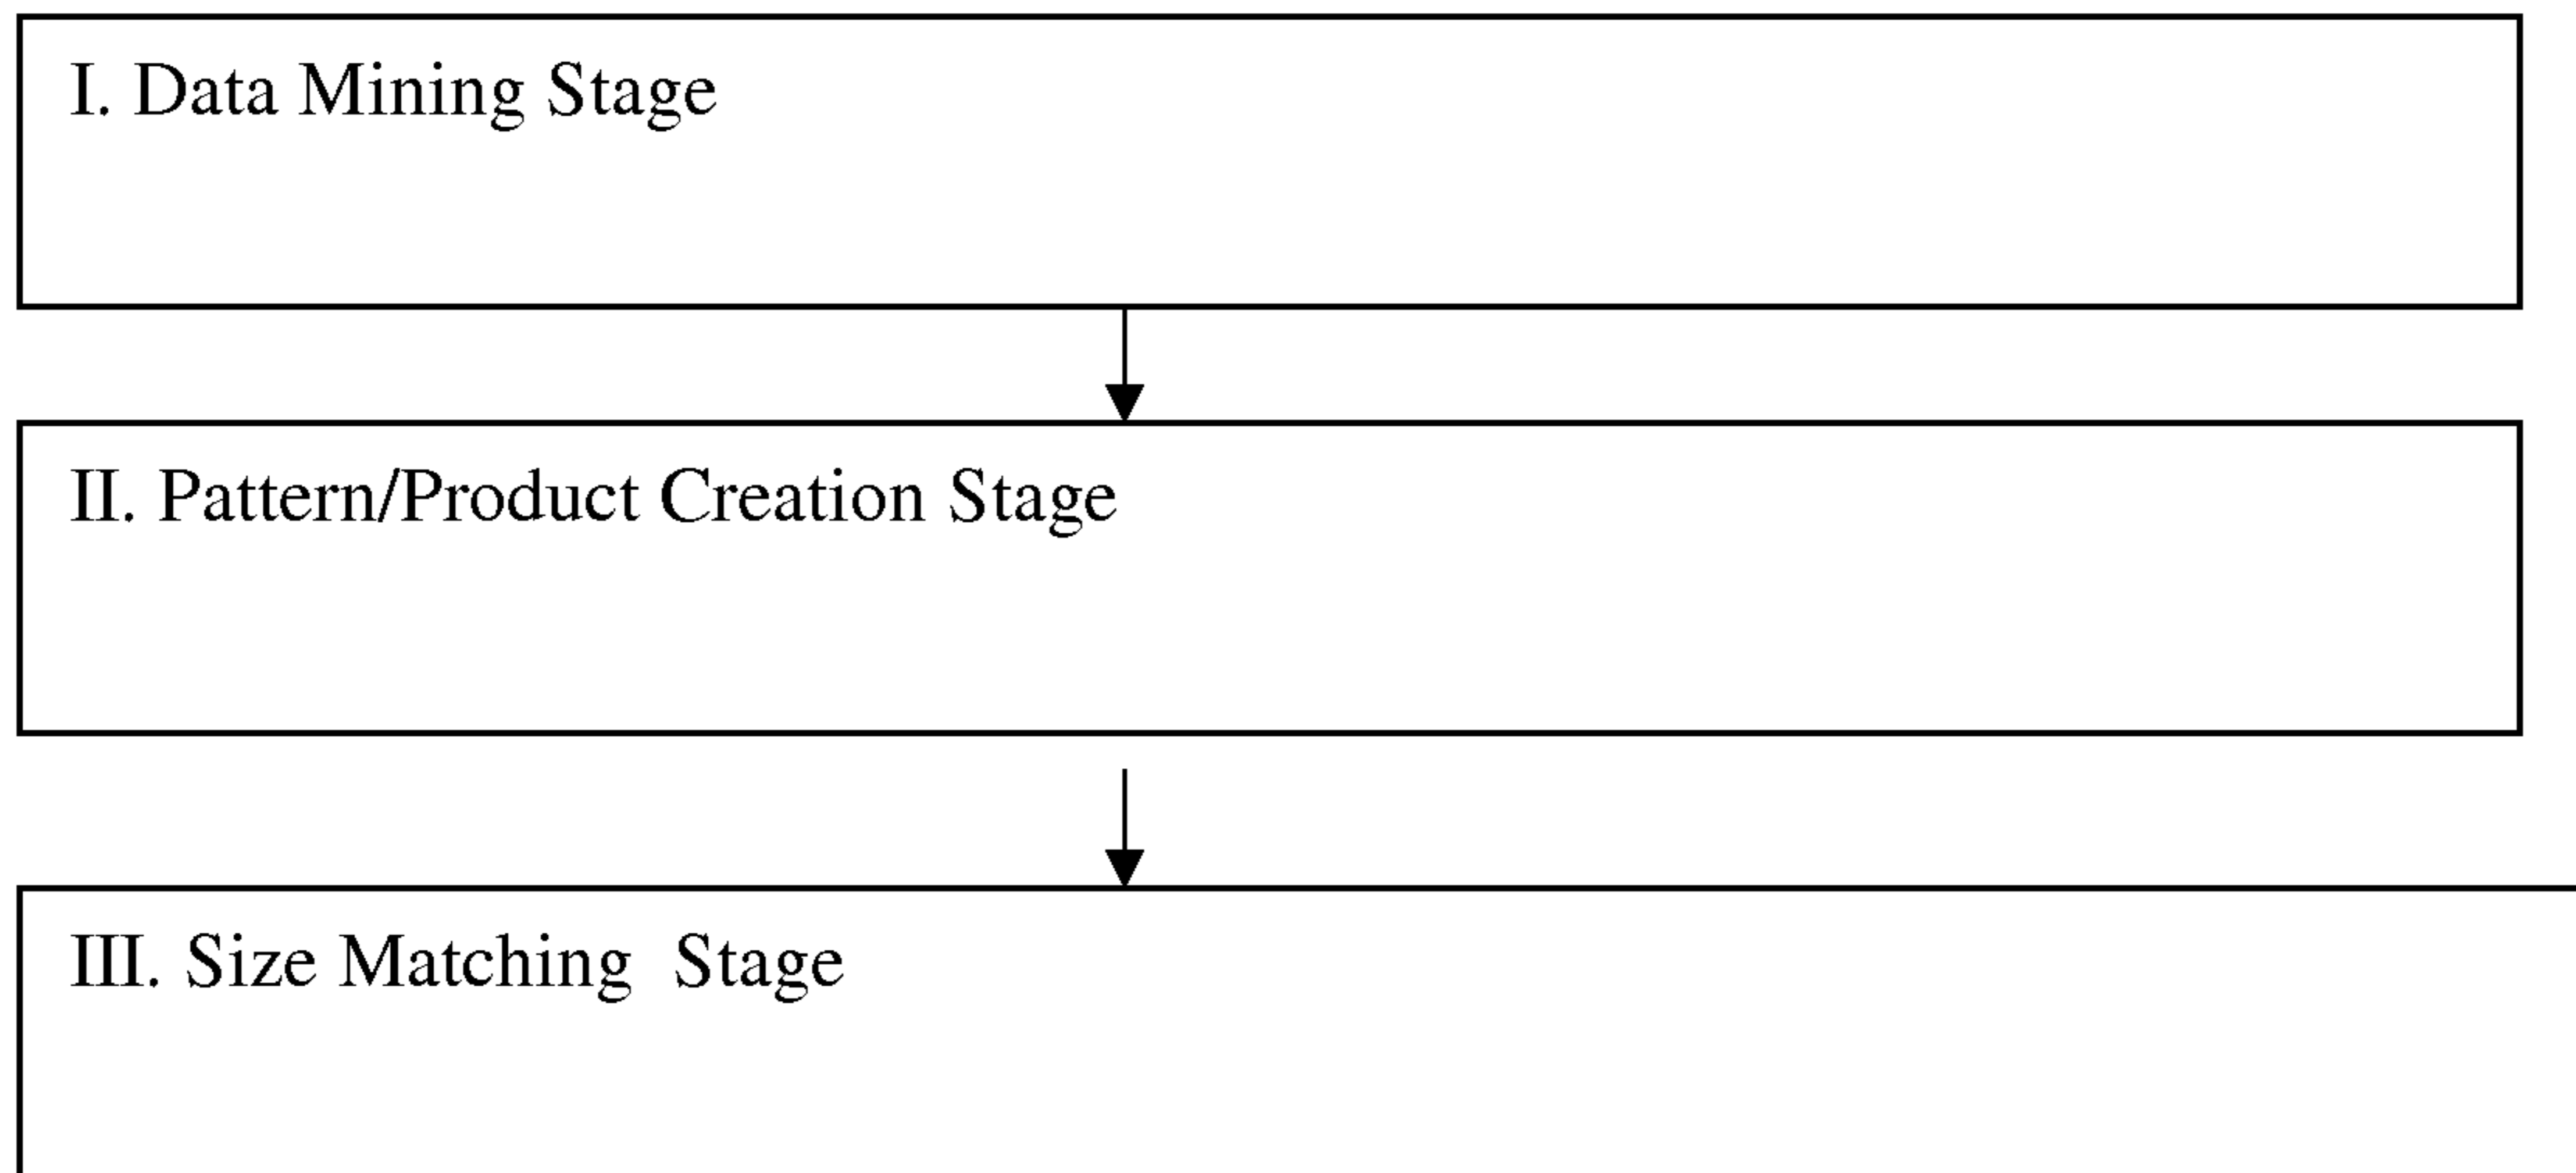 I. Data Mining Stage
II. Pattern/Product Creation Stage
III. Size Matching  Stage